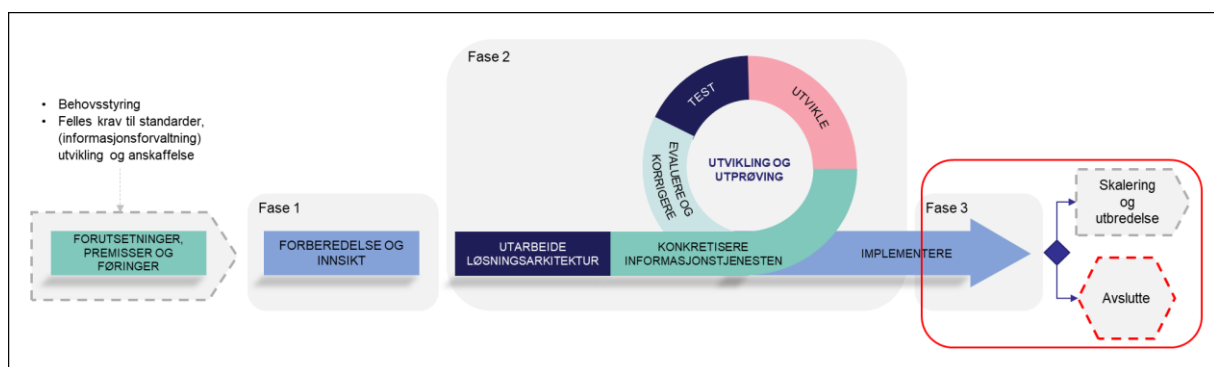 • Behovsstyring
• Felles krav til standarder,
(informasjonsforvaltning)
utvikling og anskaffelse
FORUTSETNINGER,
PREMISSER OG
FØRINGER
Fase 1
FORBEREDELSE OG
INNSIKT
Fase 2
UTARBEIDE
LØSNINGSARKITEKTUR
KONKRETISERE
INFORMASJONSTJENESTEN
UTVIKLE
TEST
EVALUERE OG
KORRIGERE
UTVIKLING OG
UTPRØVING
IMPLEMENTERE
Fase 3
Skalering
og
utbredelse
Avslutte